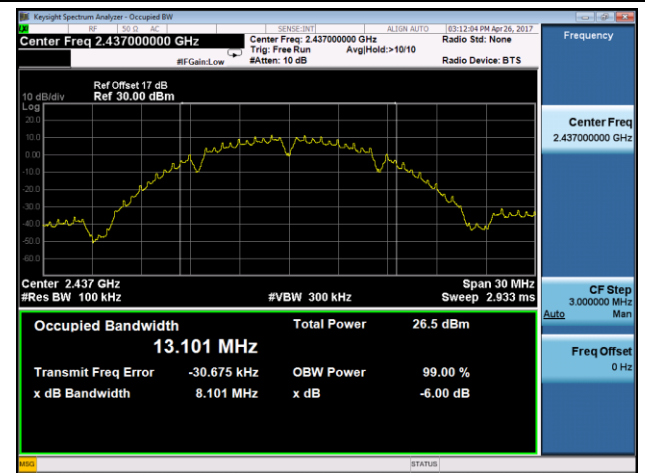 Keysight Spectrum Analyzer - Occupied BW
RF 50 Ω AC SENSE:INT ALIGN AUTO 03:12:04 PM Apr 26, 2017
Center Freq 2.437000000 GHz
Center Freq: 2.437000000 GHz Radio Std: None
Trig: Free Run Avg|Hold:>10/10
#IFGain:Low #Atten: 10 dB Radio Device: BTS
Ref Offset 17 dB
10 dB/div Ref 30.00 dBm
Log
20.0
10.0
0.00
-10.0
-20.0
-30.0
-40.0
-50.0
-60.0
Center 2.437 GHz Span 30 MHz
#Res BW 100 kHz #VBW 300 kHz Sweep 2.933 ms
Occupied Bandwidth Total Power 26.5 dBm
13.101 MHz
Transmit Freq Error -30.675 kHz OBW Power 99.00 %
x dB Bandwidth 8.101 MHz x dB -6.00 dB
MSG STATUS
Frequency
Center Freq
2.437000000 GHz
CF Step
3.000000 MHz
Auto Man
Freq Offset
0 Hz